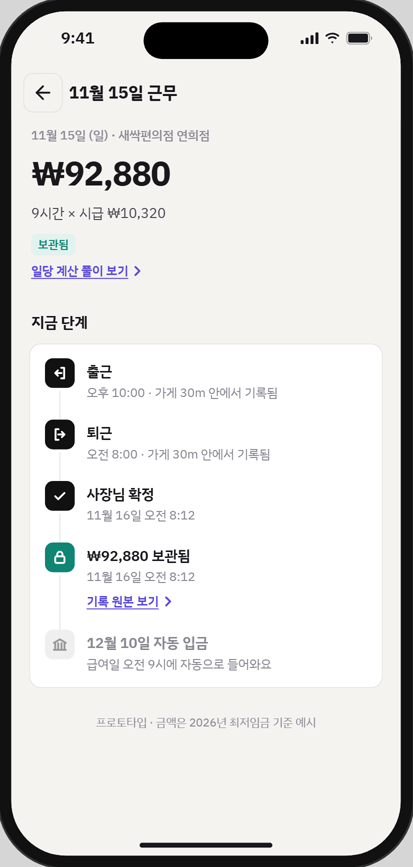 9:41
11월 15일 근무
11월 15일 (일) · 새싹편의점 연희점
₩92,880
9시간 × 시급 ₩10,320
보관됨
일당 계산 풀이 보기
지급 단계
출근
오후 10:00 · 가게 30m 안에서 기록됨
퇴근
오전 8:00 · 가게 30m 안에서 기록됨
사장님 확정
11월 16일 오전 8:12
₩92,880 보관됨
11월 16일 오전 8:12
기록 원본 보기
12월 10일 자동 입금
급여일 오전 9시에 자동으로 들어와요
프로토타입 · 금액은 2026년 최저임금 기준 예시